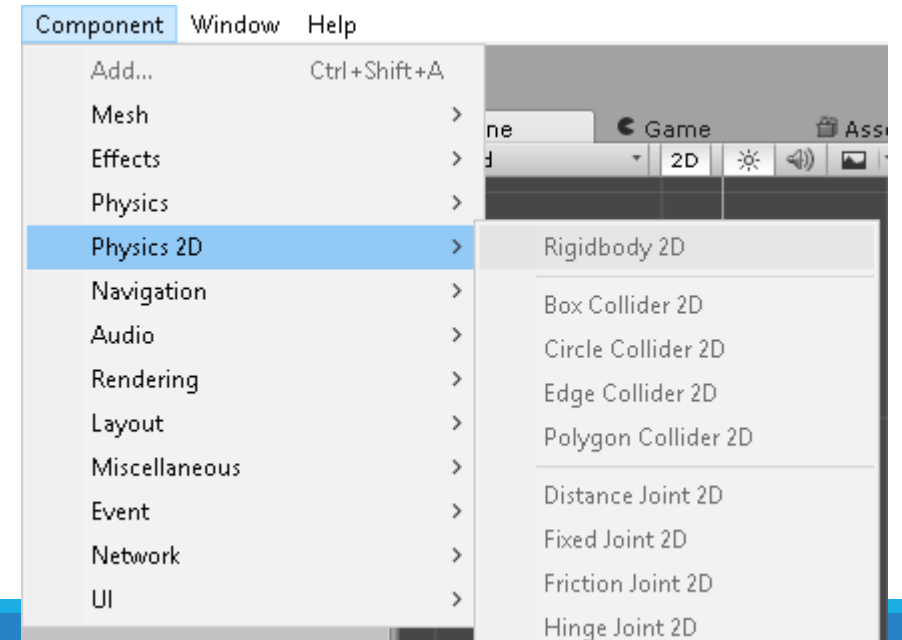 Component Window Help
Add... Ctrl+Shift+A
Mesh
Effects
Physics
Physics 2D
Navigation
Audio
Rendering
Layout
Miscellaneous
Event
Network
UI
Game
2D
Rigidbody 2D
Box Collider 2D
Circle Collider 2D
Edge Collider 2D
Polygon Collider 2D
Distance Joint 2D
Fixed Joint 2D
Friction Joint 2D
Hinge Joint 2D